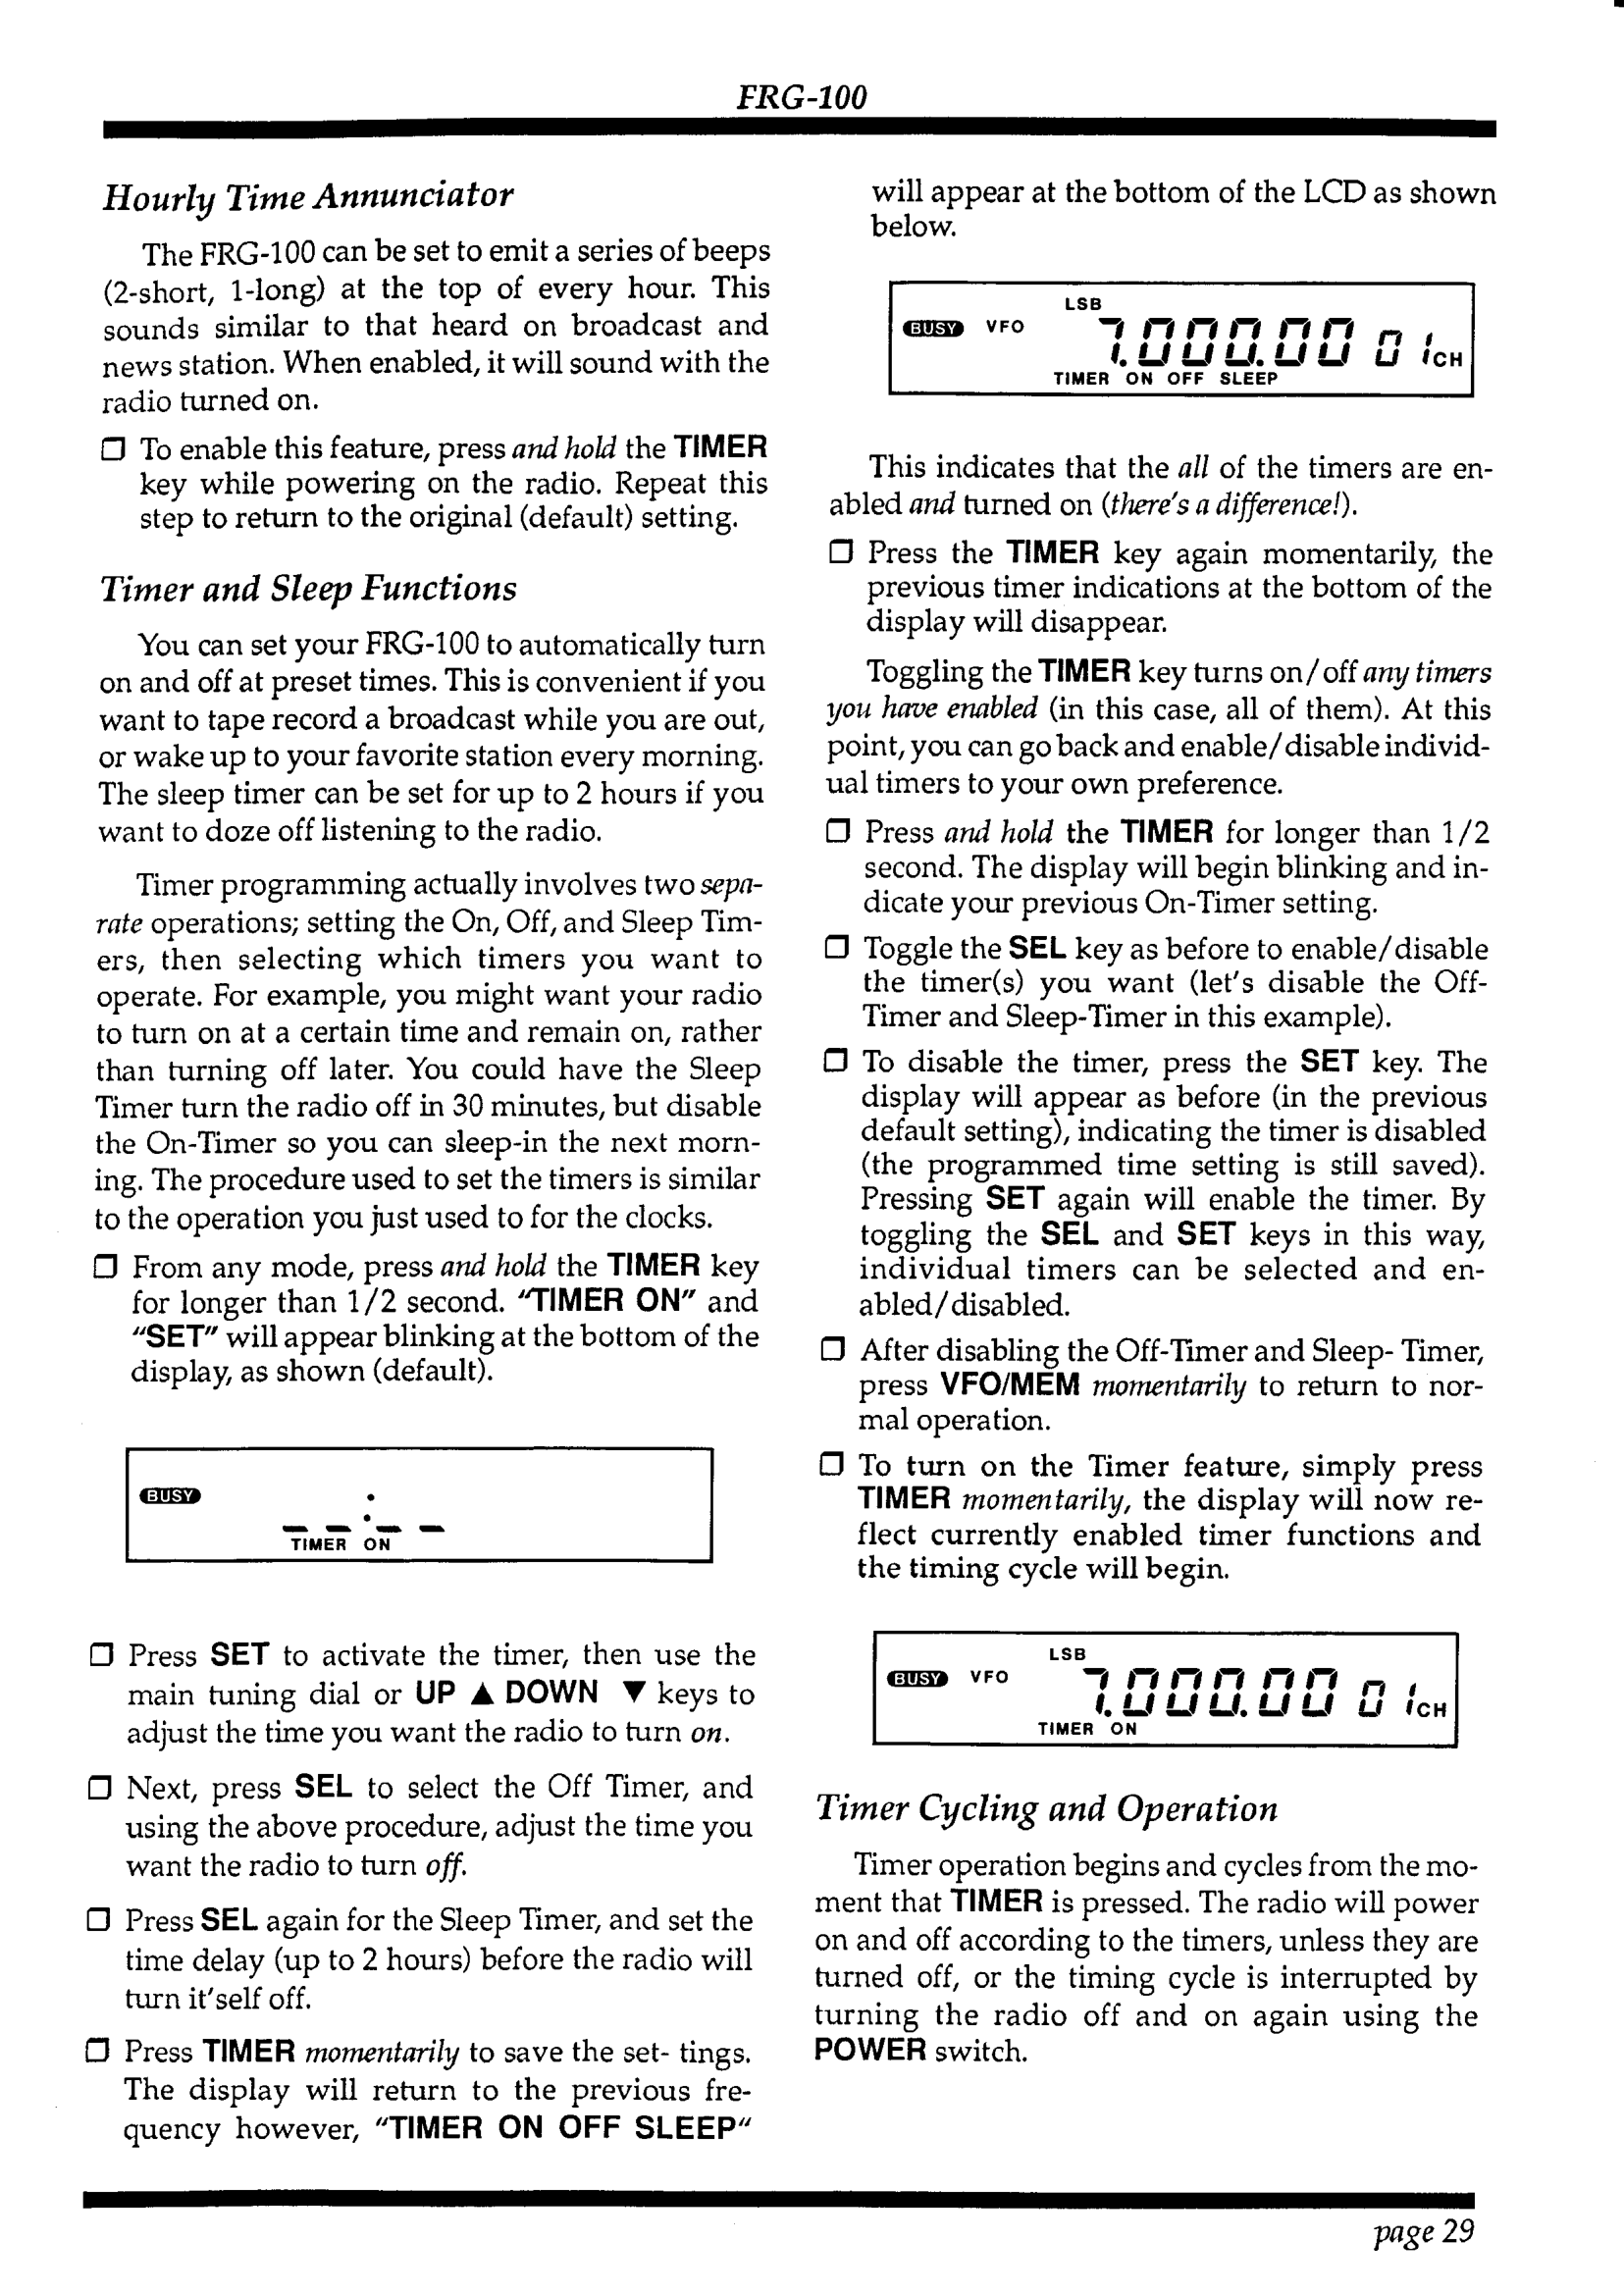 FRG-100
Hourly Time Annunciator
The FRG-100 can be set to emit a series of beeps
(2-short, 1-long) at the top of every hour. This
sounds similar to that heard on broadcast and
news station. When enabled, it will sound with the
radio turned on.
❒ To enable this feature, press and hold the TIMER
key while powering on the radio. Repeat this
step to return to the original (default) setting.
Timer and Sleep Functions
You can set your FRG-100 to automatically turn
on and off at preset times. This is convenient if you
want to tape record a broadcast while you are out,
or wake up to your favorite station every morning.
The sleep timer can be set for up to 2 hours if you
want to doze off listening to the radio.
Timer programming actually involves two sepa-
rate operations; setting the On, Off, and Sleep Tim-
ers, then selecting which timers you want to
operate. For example, you might want your radio
to turn on at a certain time and remain on, rather
than turning off later. You could have the Sleep
Timer turn the radio off in 30 minutes, but disable
the On-Timer so you can sleep-in the next morn-
ing. The procedure used to set the timers is similar
to the operation you just used to for the clocks.
❒ From any mode, press and hold the TIMER key
for longer than 1/2 second. "TIMER ON" and
"SET" will appear blinking at the bottom of the
display, as shown (default).
BUSY
_ _ : _ _
TIMER ON
❒ Press SET to activate the timer, then use the
main tuning dial or UP ▲ DOWN ▼ keys to
adjust the time you want the radio to turn on.
❒ Next, press SEL to select the Off Timer, and
using the above procedure, adjust the time you
want the radio to turn off.
❒ Press SEL again for the Sleep Timer, and set the
time delay (up to 2 hours) before the radio will
turn it'self off.
❒ Press TIMER momentarily to save the set- tings.
The display will return to the previous fre-
quency however, "TIMER ON OFF SLEEP"
will appear at the bottom of the LCD as shown
below.
LSB
BUSY VFO 7.000.00 01CH
TIMER ON OFF SLEEP
This indicates that the all of the timers are en-
abled and turned on (there's a difference!).
❒ Press the TIMER key again momentarily, the
previous timer indications at the bottom of the
display will disappear.
Toggling the TIMER key turns on/off any timers
you have enabled (in this case, all of them). At this
point, you can go back and enable/disable individ-
ual timers to your own preference.
❒ Press and hold the TIMER for longer than 1/2
second. The display will begin blinking and in-
dicate your previous On-Timer setting.
❒ Toggle the SEL key as before to enable/disable
the timer(s) you want (let's disable the Off-
Timer and Sleep-Timer in this example).
❒ To disable the timer, press the SET key. The
display will appear as before (in the previous
default setting), indicating the timer is disabled
(the programmed time setting is still saved).
Pressing SET again will enable the timer. By
toggling the SEL and SET keys in this way,
individual timers can be selected and en-
abled/disabled.
❒ After disabling the Off-Timer and Sleep- Timer,
press VFO/MEM momentarily to return to nor-
mal operation.
❒ To turn on the Timer feature, simply press
TIMER momentarily, the display will now re-
flect currently enabled timer functions and
the timing cycle will begin.
LSB
BUSY VFO 7.000.00 01CH
TIMER ON
Timer Cycling and Operation
Timer operation begins and cycles from the mo-
ment that TIMER is pressed. The radio will power
on and off according to the timers, unless they are
turned off, or the timing cycle is interrupted by
turning the radio off and on again using the
POWER switch.
page 29